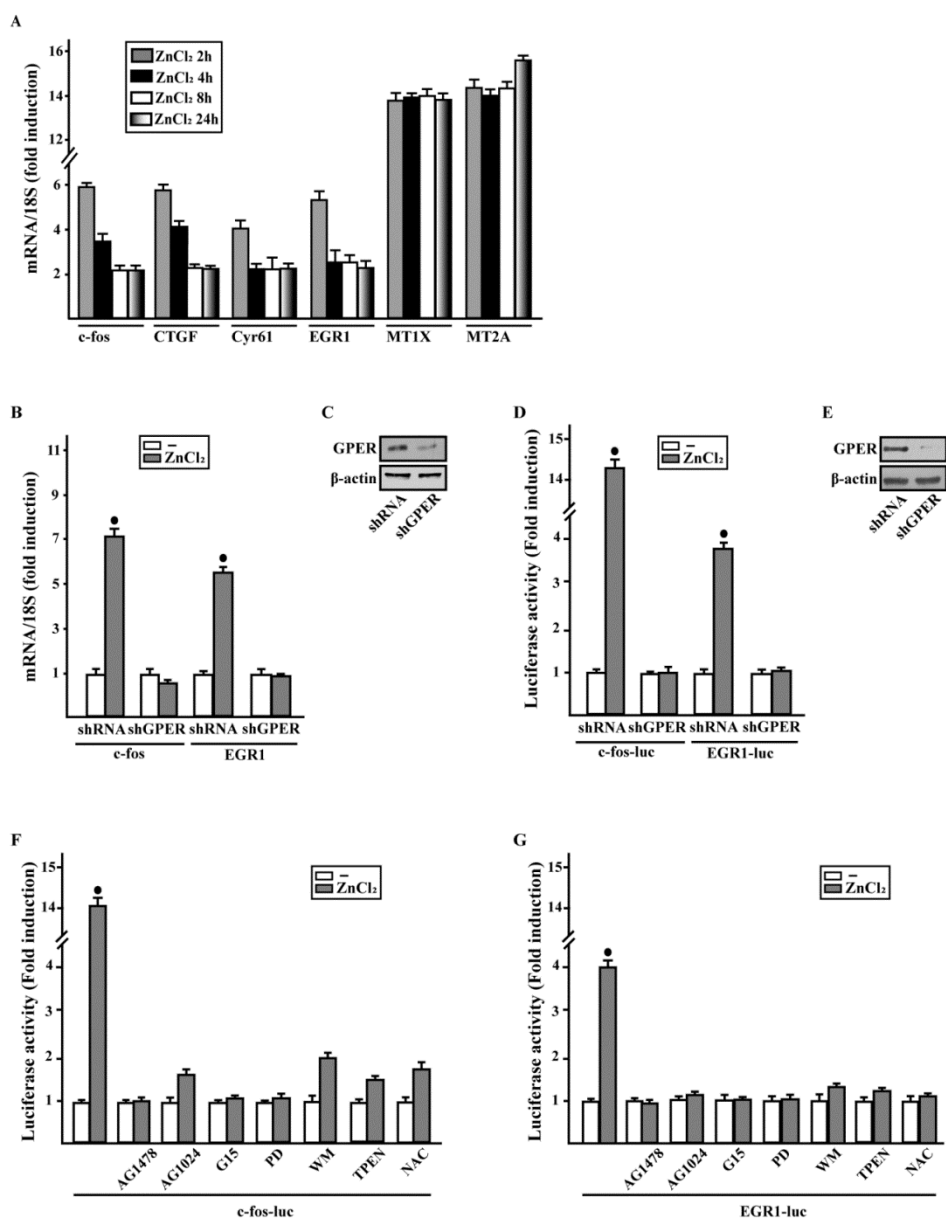 A
ZnCl₂ 2h
ZnCl₂ 4h
ZnCl₂ 8h
ZnCl₂ 24h
mRNA/18S (fold induction)
16
14
12
6
4
2
c-fos CTGF Cyr61 EGR1 MT1X MT2A
B
–
ZnCl₂
mRNA/18S (fold induction)
11
9
7
5
3
1
shRNA shGPER shRNA shGPER
c-fos EGR1
C
GPER
β-actin
shRNA
shGPER
D
–
ZnCl₂
Luciferase activity (Fold induction)
15
14
4
3
2
1
shRNA shGPER shRNA shGPER
c-fos-luc EGR1-luc
E
GPER
β-actin
shRNA
shGPER
F
–
ZnCl₂
Luciferase activity (Fold induction)
15
14
4
3
2
1
AG1478 AG1024 G15 PD WM TPEN NAC
c-fos-luc
G
–
ZnCl₂
Luciferase activity (Fold induction)
15
14
4
3
2
1
AG1478 AG1024 G15 PD WM TPEN NAC
EGR1-luc